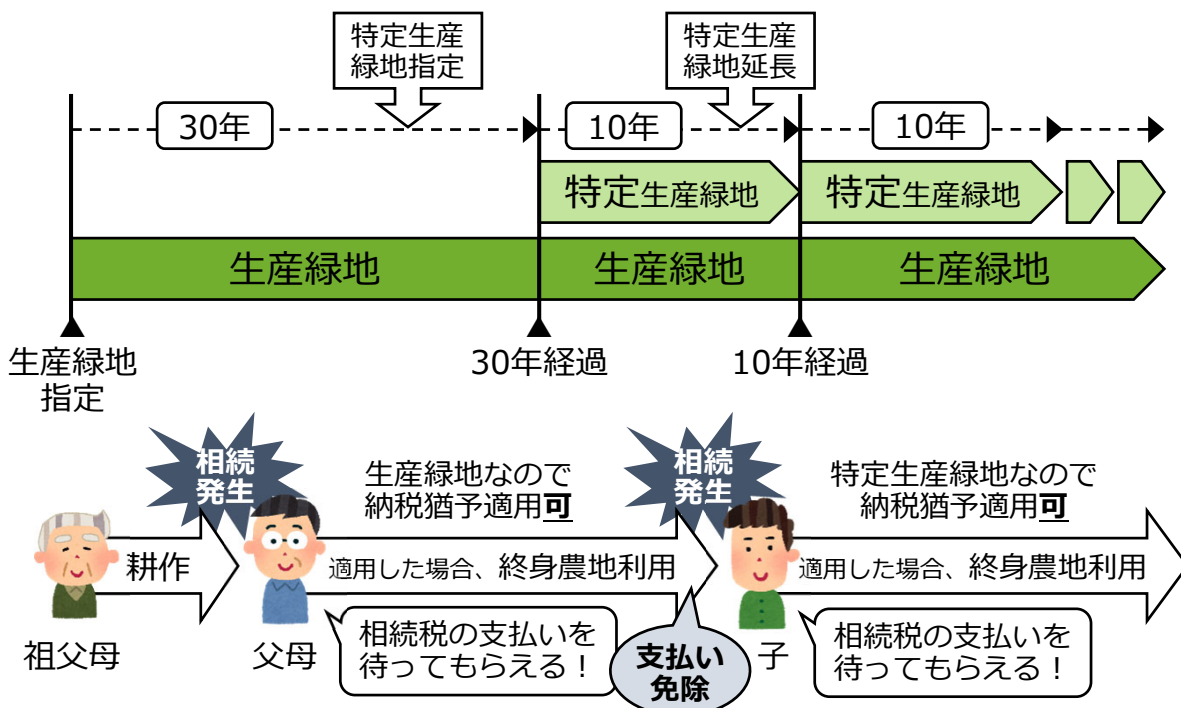 特定生産
緑地指定
特定生産
緑地延長
30年
10年
10年
特定生産緑地
特定生産緑地
生産緑地
生産緑地
生産緑地
生産緑地
指定
30年経過
10年経過
相続
発生
生産緑地なので
納税猶予適用可
相続
発生
特定生産緑地なので
納税猶予適用可
耕作
適用した場合、終身農地利用
適用した場合、終身農地利用
祖父母
父母
相続税の支払いを
待ってもらえる！
支払い
免除
子
相続税の支払いを
待ってもらえる！